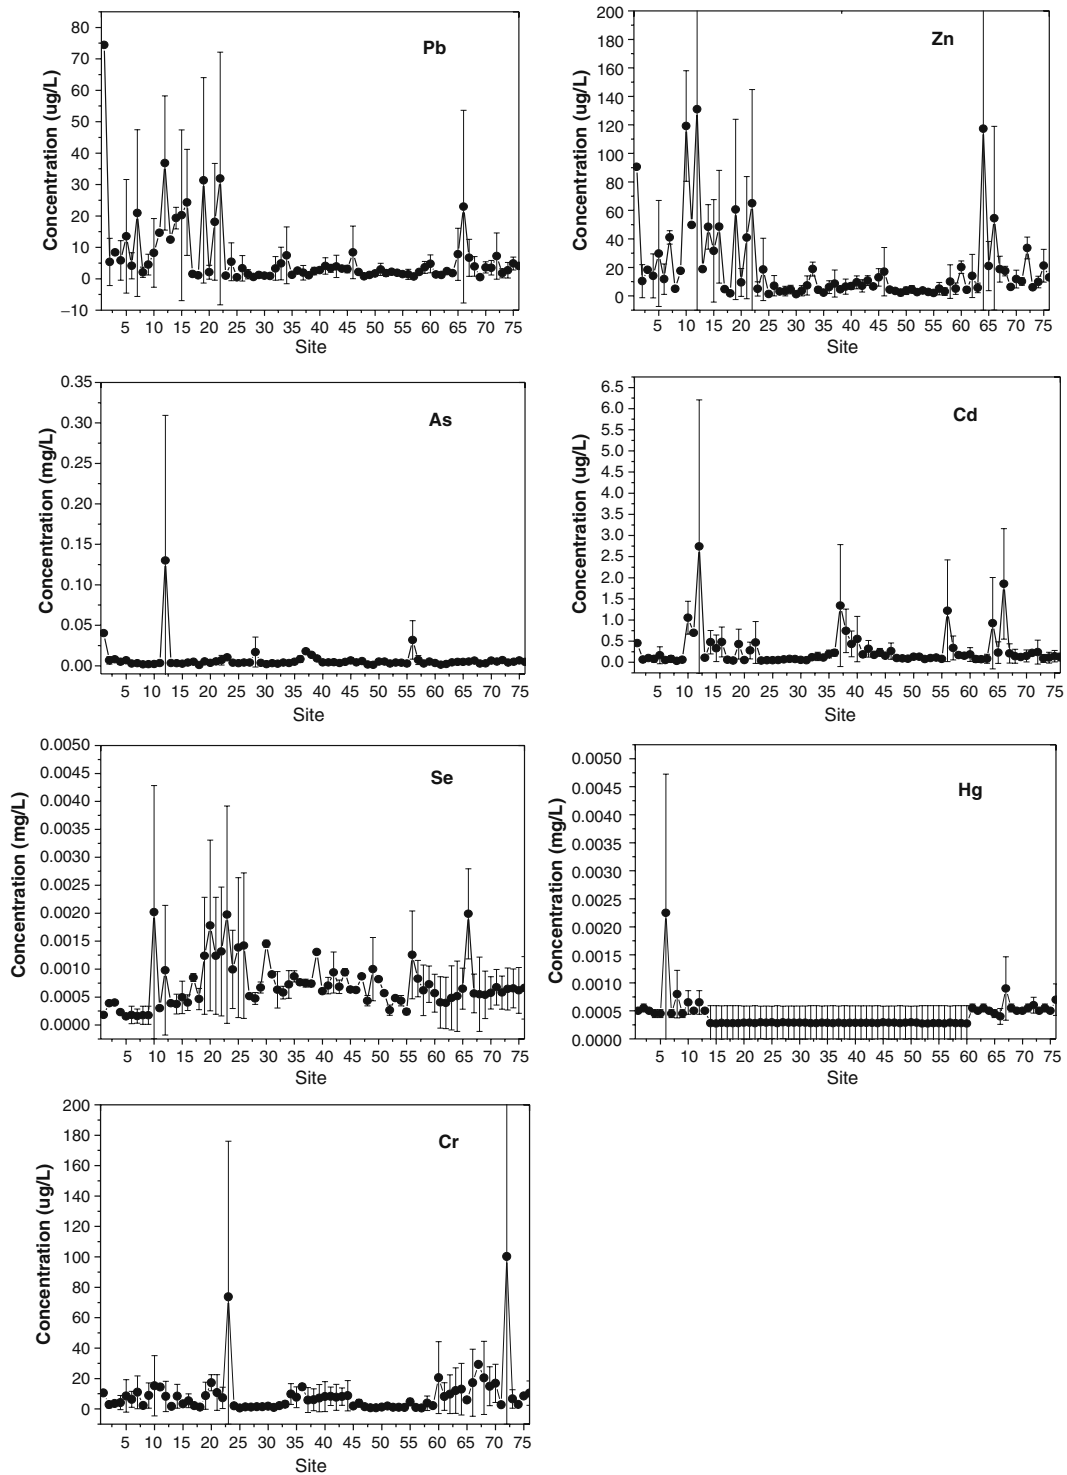 Pb
Concentration (ug/L)
80
70
60
50
40
30
20
10
0
−10
5 15 25 35 45 55 65 75
10 20 30 40 50 60 70
Site
Zn
Concentration (ug/L)
200
180
160
140
120
100
80
60
40
20
0
5 15 25 35 45 55 65 75
10 20 30 40 50 60 70
Site
As
Concentration (mg/L)
0.35
0.30
0.25
0.20
0.15
0.10
0.05
0.00
5 10 15 20 25 30 35 40 45 50 55 60 65 70 75
Site
Cd
Concentration (ug/L)
6.5
6.0
5.5
5.0
4.5
4.0
3.5
3.0
2.5
2.0
1.5
1.0
0.5
0.0
5 10 15 20 25 30 35 40 45 50 55 60 65 70 75
Site
Se
Concentration (mg/L)
0.0050
0.0045
0.0040
0.0035
0.0030
0.0025
0.0020
0.0015
0.0010
0.0005
0.0000
5 10 15 20 25 30 35 40 45 50 55 60 65 70 75
Site
Hg
Concentration (mg/L)
0.0050
0.0045
0.0040
0.0035
0.0030
0.0025
0.0020
0.0015
0.0010
0.0005
0.0000
5 10 15 20 25 30 35 40 45 50 55 60 65 70 75
Site
Cr
Concentration (ug/L)
200
180
160
140
120
100
80
60
40
20
0
5 10 15 20 25 30 35 40 45 50 55 60 65 70 75
Site